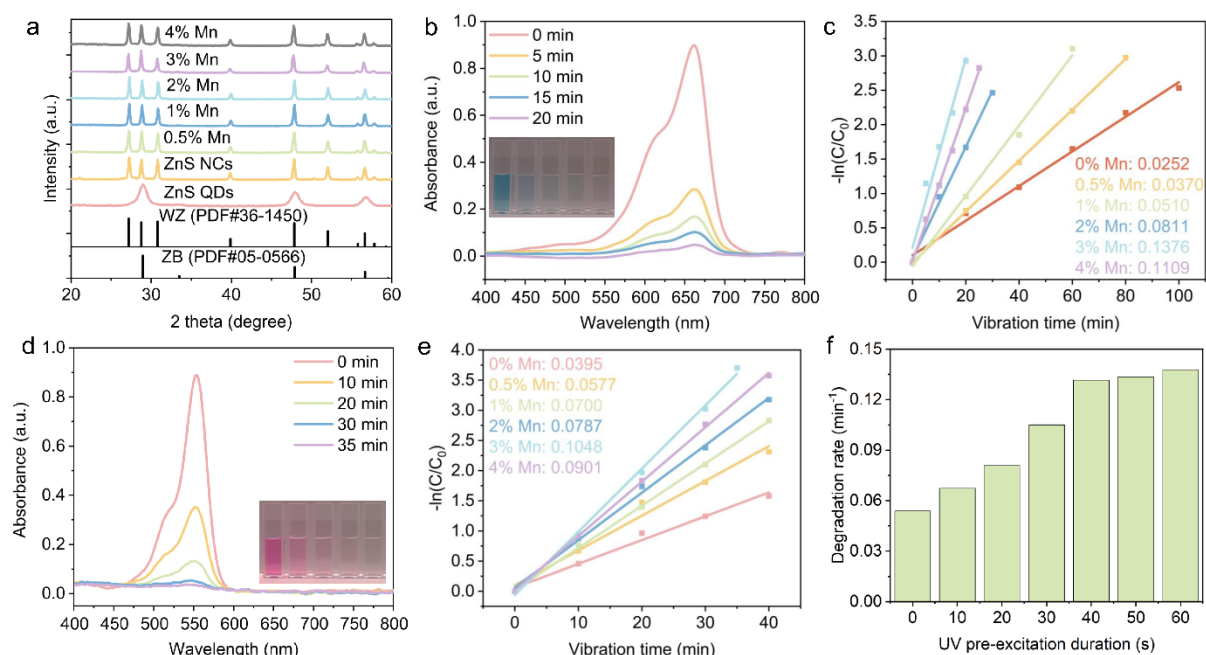 a
4% Mn
3% Mn
2% Mn
1% Mn
0.5% Mn
ZnS NCs
ZnS QDs
WZ (PDF#36-1450)
ZB (PDF#05-0566)
Intensity (a.u.)
20 30 40 50 60
2 theta (degree)
b
1.0
0.8
0.6
0.4
0.2
0.0
Absorbance (a.u.)
0 min
5 min
10 min
15 min
20 min
400 450 500 550 600 650 700 750 800
Wavelength (nm)
c
3.5
3.0
2.5
2.0
1.5
1.0
0.5
0.0
-ln(C/C₀)
0% Mn: 0.0252
0.5% Mn: 0.0370
1% Mn: 0.0510
2% Mn: 0.0811
3% Mn: 0.1376
4% Mn: 0.1109
0 20 40 60 80 100
Vibration time (min)
d
1.0
0.8
0.6
0.4
0.2
0.0
Absorbance (a.u.)
0 min
10 min
20 min
30 min
35 min
400 450 500 550 600 650 700 750 800
Wavelength (nm)
e
4.0
3.5
3.0
2.5
2.0
1.5
1.0
0.5
0.0
-ln(C/C₀)
0% Mn: 0.0395
0.5% Mn: 0.0577
1% Mn: 0.0700
2% Mn: 0.0787
3% Mn: 0.1048
4% Mn: 0.0901
0 10 20 30 40
Vibration time (min)
f
0.15
0.12
0.09
0.06
0.03
0.00
Degradation rate (min⁻¹)
0 10 20 30 40 50 60
UV pre-excitation duration (s)